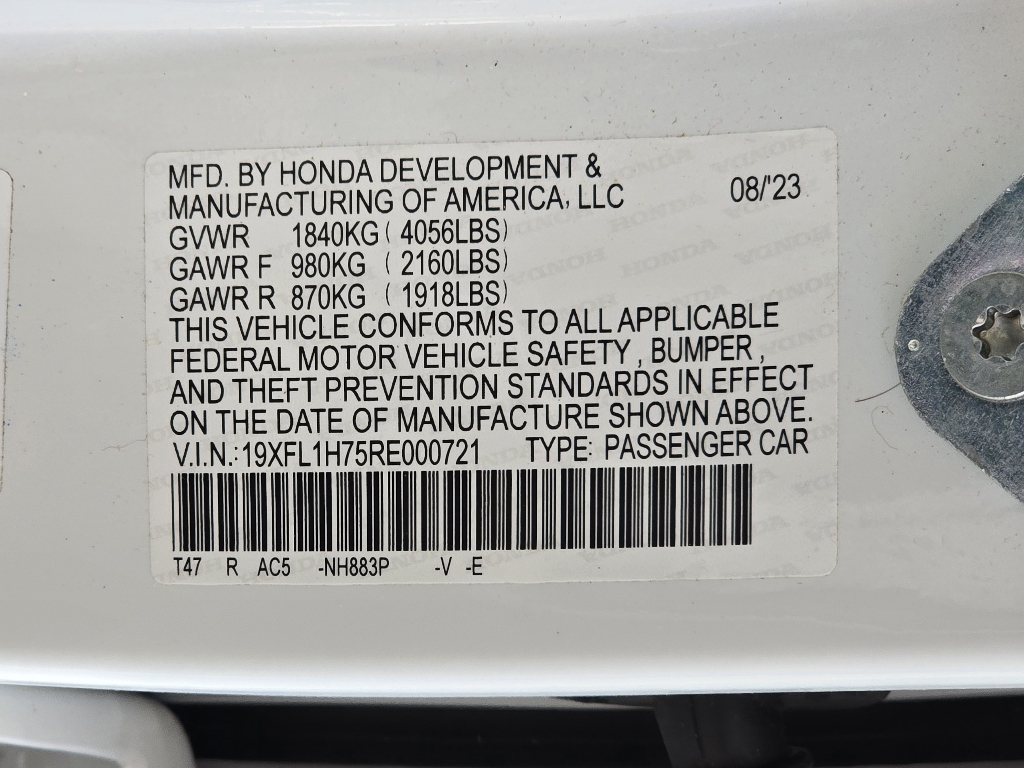 MFD. BY HONDA DEVELOPMENT &
MANUFACTURING OF AMERICA, LLC 08/'23
GVWR 1840KG ( 4056LBS)
GAWR F 980KG ( 2160LBS)
GAWR R 870KG ( 1918LBS)
THIS VEHICLE CONFORMS TO ALL APPLICABLE
FEDERAL MOTOR VEHICLE SAFETY , BUMPER ,
AND THEFT PREVENTION STANDARDS IN EFFECT
ON THE DATE OF MANUFACTURE SHOWN ABOVE.
V.I.N.: 19XFL1H75RE000721 TYPE: PASSENGER CAR
T47 R AC5 -NH883P -V -E